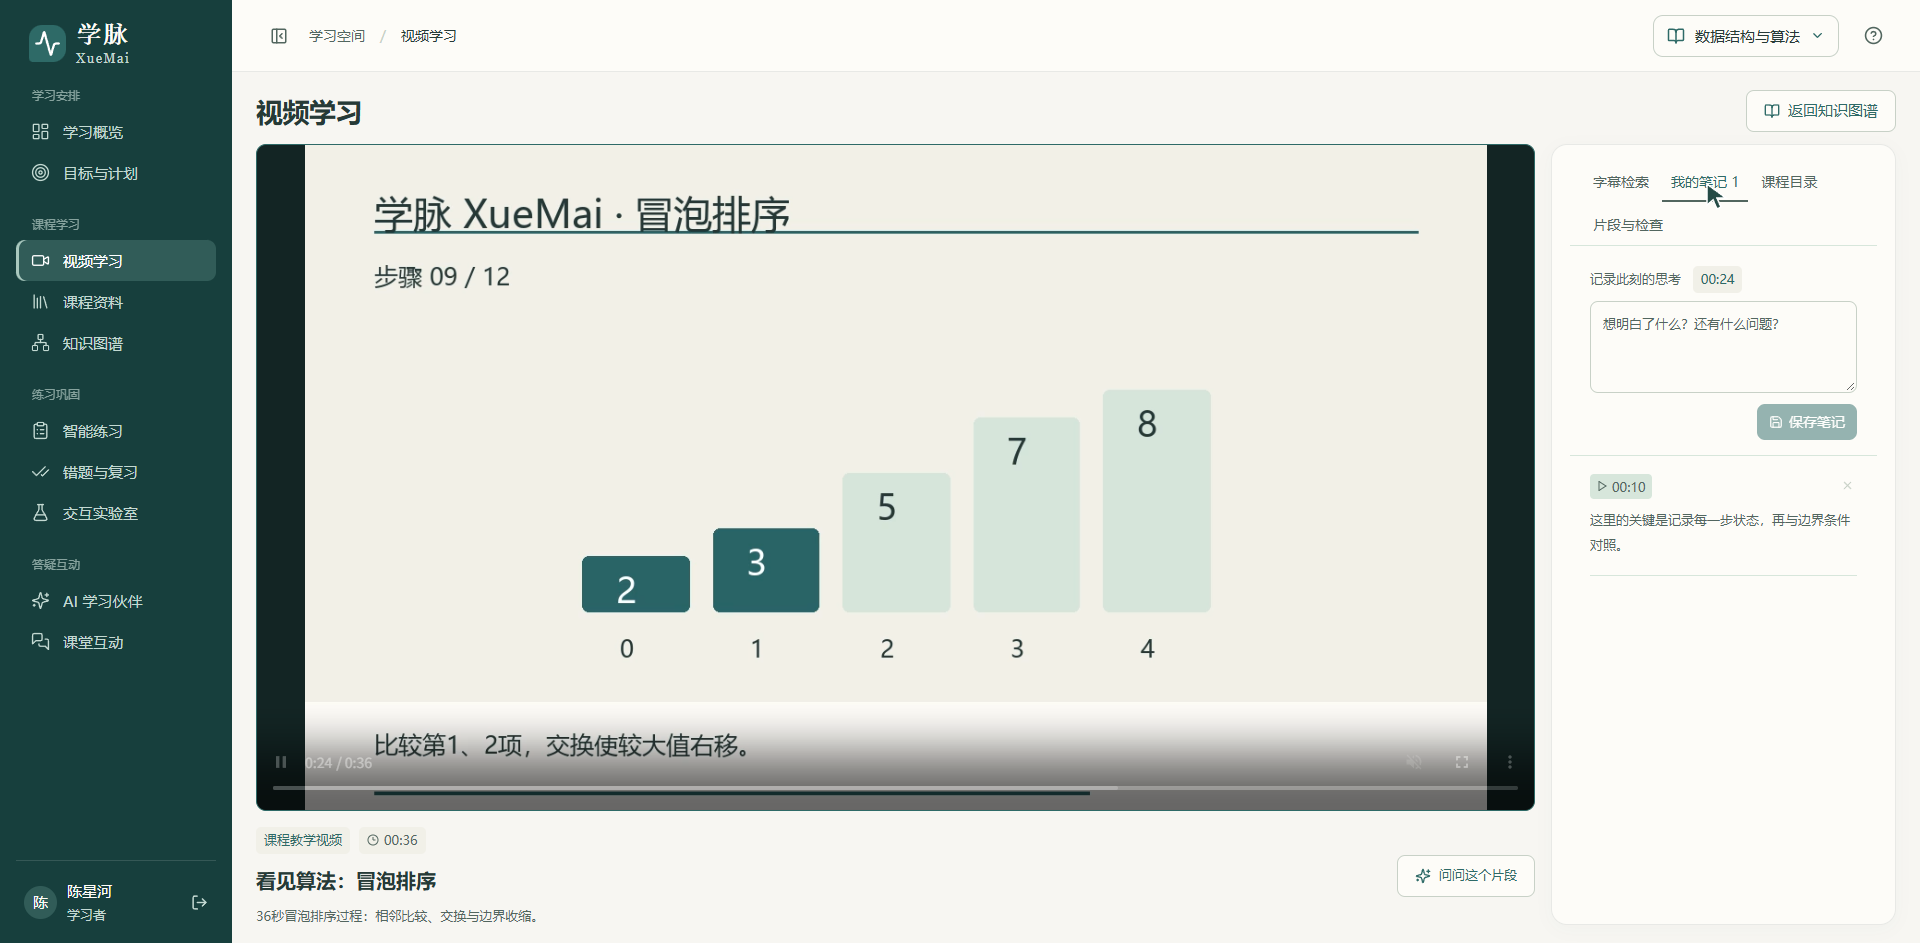 学脉
XueMai
学习安排
学习概览
目标与计划
课程学习
视频学习
课程资料
知识图谱
练习巩固
智能练习
错题与复习
交互实验室
答疑互动
AI 学习伙伴
课堂互动
陈
陈星河
学习者
学习空间 / 视频学习
数据结构与算法
视频学习
返回知识图谱
学脉 XueMai · 冒泡排序
步骤 09 / 12
2 3 5 7 8
0 1 2 3 4
比较第1、2项，交换使较大值右移。
0:24 / 0:36
课程教学视频
00:36
看见算法：冒泡排序
36秒冒泡排序过程：相邻比较、交换与边界收缩。
问问这个片段
字幕检索 我的笔记 1 课程目录
片段与检查
记录此刻的思考 00:24
想明白了什么？还有什么问题？
保存笔记
00:10
这里的关键是记录每一步状态，再与边界条件
对照。